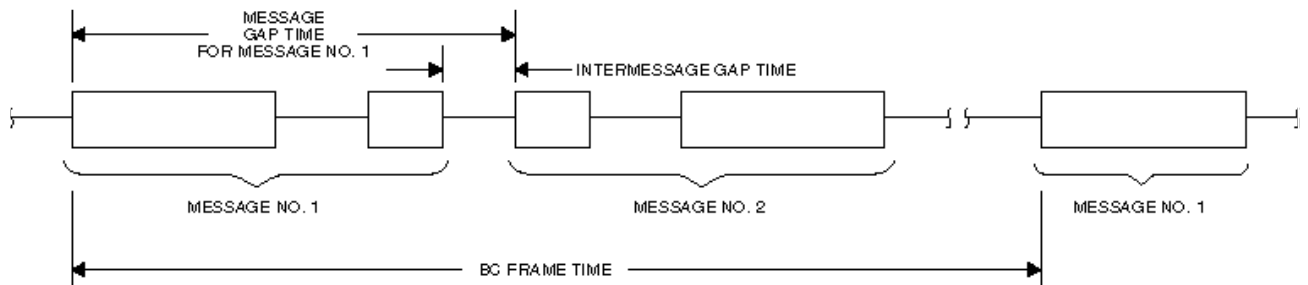 MESSAGE
GAP TIME
FOR MESSAGE NO. 1
INTERMESSAGE GAP TIME
MESSAGE NO. 1
MESSAGE NO. 2
MESSAGE NO. 1
BC FRAME TIME